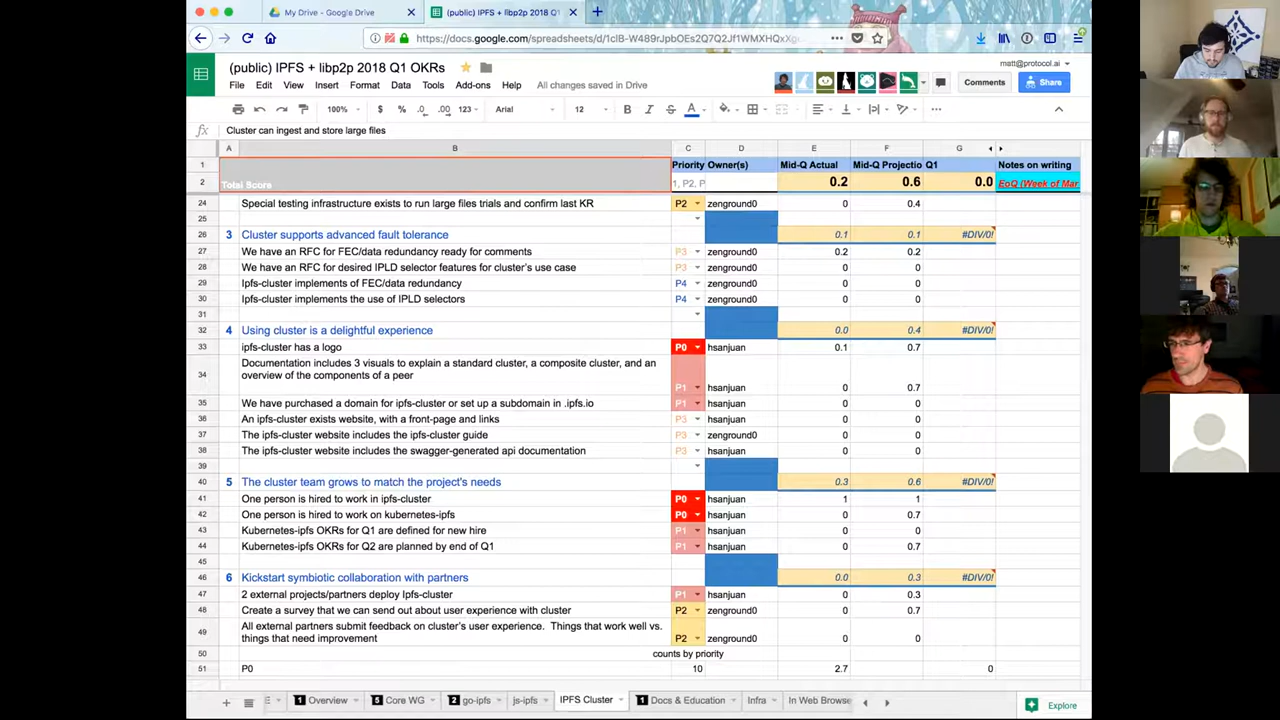 My Drive - Google Drive
(public) IPFS + libp2p 2018 Q1
(public) IPFS + libp2p 2018 Q1 OKRs
matt@protocol.ai
File Edit View Insert Format Data Tools Add-ons Help All changes saved in Drive
Comments
Share
100% $ % .0 .00 123 Arial 12 B I S A
fx Cluster can ingest and store large files
A B C D E F G
1 Priority Owner(s) Mid-Q Actual Mid-Q Projectio Q1 Notes on writing
2 Total Score 1, P2, P 0.2 0.6 0.0 EoQ (Week of Mar
24 Special testing infrastructure exists to run large files trials and confirm last KR P2 zenground0 0 0.4
25
26 3 Cluster supports advanced fault tolerance 0.1 0.1 #DIV/0!
27 We have an RFC for FEC/data redundancy ready for comments P3 zenground0 0.2 0.2
28 We have an RFC for desired IPLD selector features for cluster's use case P3 zenground0 0 0
29 Ipfs-cluster implements of FEC/data redundancy P4 zenground0 0 0
30 Ipfs-cluster implements the use of IPLD selectors P4 zenground0 0 0
31
32 4 Using cluster is a delightful experience 0.0 0.4 #DIV/0!
33 ipfs-cluster has a logo P0 hsanjuan 0.1 0.7
34 Documentation includes 3 visuals to explain a standard cluster, a composite cluster, and an
overview of the components of a peer P1 hsanjuan 0 0.7
35 We have purchased a domain for ipfs-cluster or set up a subdomain in .ipfs.io P1 hsanjuan 0 0.7
36 An ipfs-cluster exists website, with a front-page and links P3 hsanjuan 0 0
37 The ipfs-cluster website includes the ipfs-cluster guide P3 zenground0 0 0
38 The ipfs-cluster website includes the swagger-generated api documentation P3 hsanjuan 0 0
39
40 5 The cluster team grows to match the project's needs 0.3 0.6 #DIV/0!
41 One person is hired to work in ipfs-cluster P0 hsanjuan 1 1
42 One person is hired to work on kubernetes-ipfs P0 hsanjuan 0 0.7
43 Kubernetes-ipfs OKRs for Q1 are defined for new hire P1 hsanjuan 0 0
44 Kubernetes-ipfs OKRs for Q2 are planned by end of Q1 P1 hsanjuan 0 0.7
45
46 6 Kickstart symbiotic collaboration with partners 0.0 0.3 #DIV/0!
47 2 external projects/partners deploy Ipfs-cluster P1 hsanjuan 0 0.3
48 Create a survey that we can send out about user experience with cluster P2 zenground0 0 0.7
49 All external partners submit feedback on cluster's user experience. Things that work well vs.
things that need improvement P2 zenground0 0 0
50 counts by priority
51 P0 10 2.7 0
1 Overview 5 Core WG 2 go-ipfs js-ipfs IPFS Cluster 1 Docs & Education Infra In Web Browse
Explore